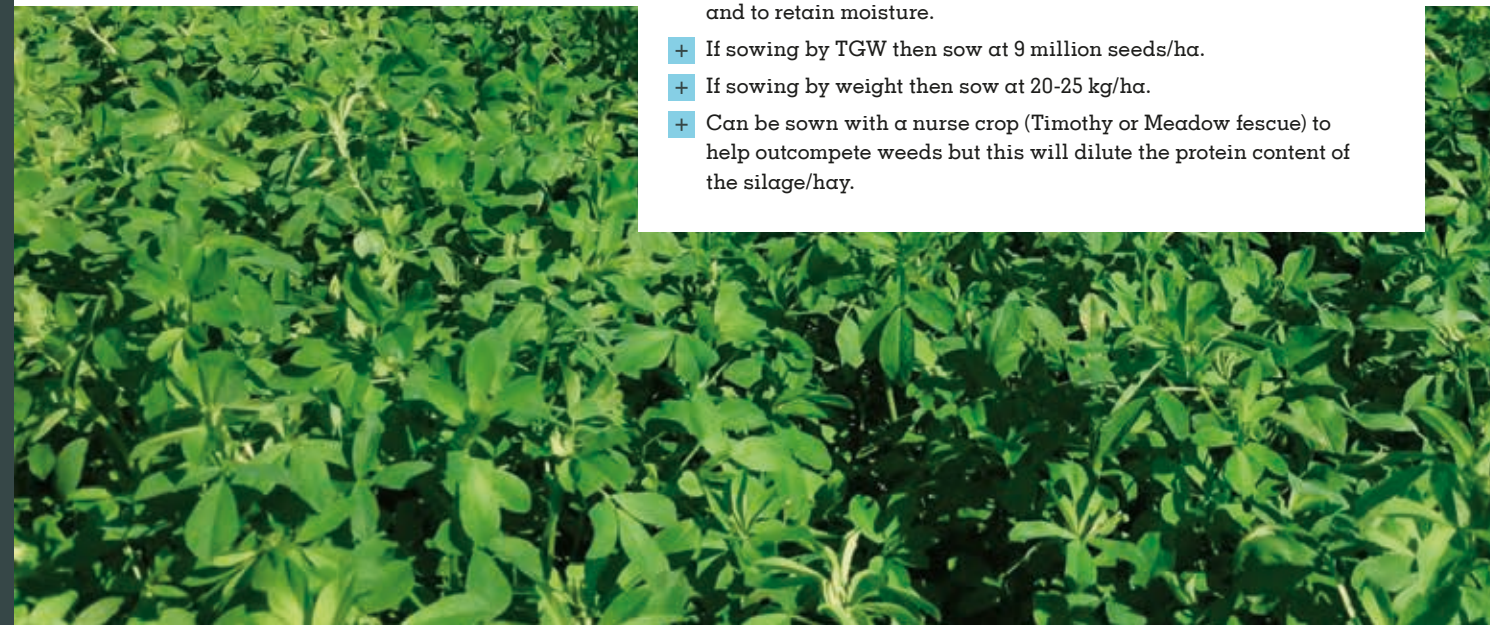 and to retain moisture.
+ If sowing by TGW then sow at 9 million seeds/ha.
+ If sowing by weight then sow at 20-25 kg/ha.
+ Can be sown with a nurse crop (Timothy or Meadow fescue) to
help outcompete weeds but this will dilute the protein content of
the silage/hay.